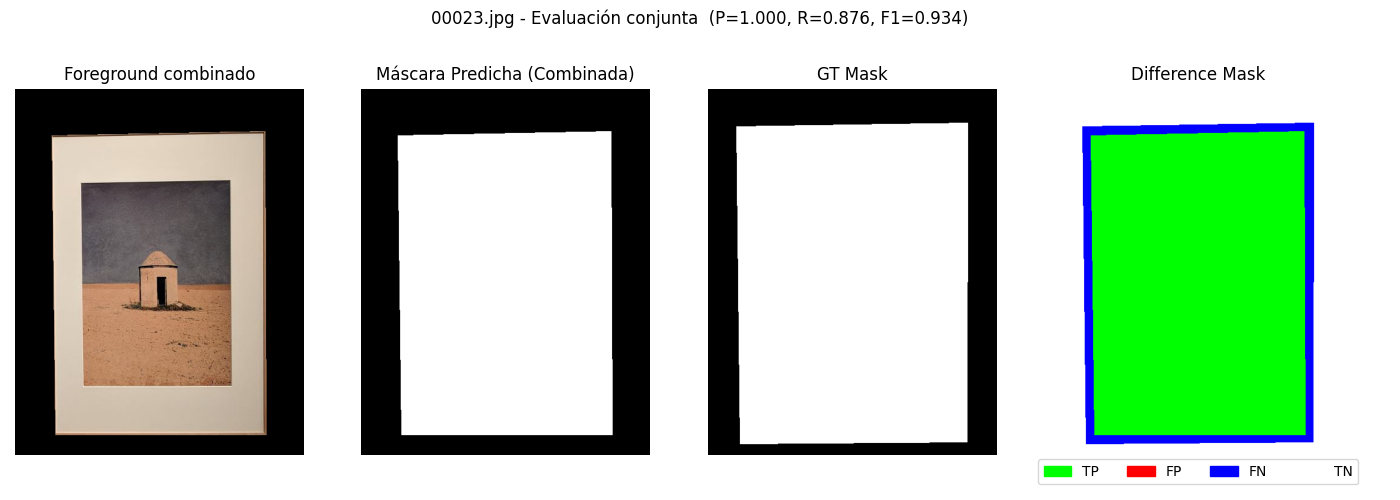 00023.jpg - Evaluación conjunta  (P=1.000, R=0.876, F1=0.934)
Foreground combinado
Máscara Predicha (Combinada)
GT Mask
Difference Mask
TP
FP
FN
TN